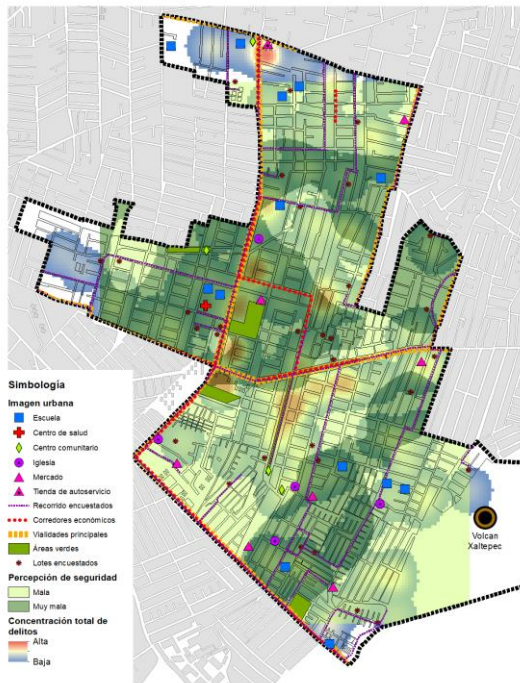 Volcan
Xaltepec
Simbología
Imagen urbana
Escuela
Centro de salud
Centro comunitario
Iglesia
Mercado
Tienda de autoservicio
Recorrido encuestados
Corredores económicos
Vialidades principales
Áreas verdes
Lotes encuestados
Percepción de seguridad
Mala
Muy mala
Concentración total de
delitos
Alta
Baja